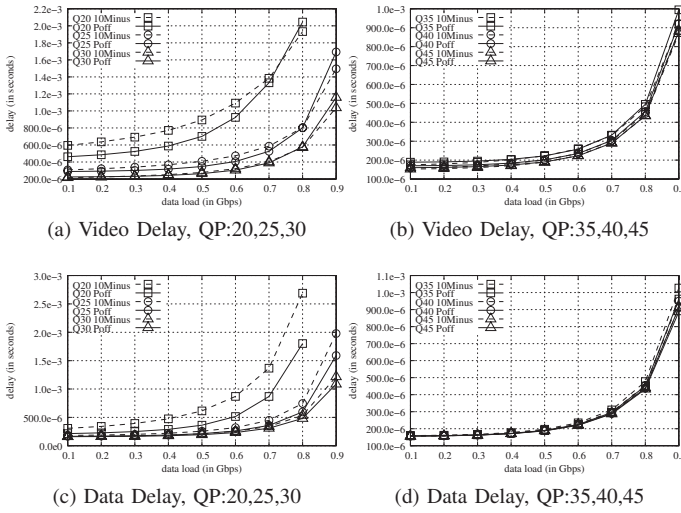 2.2e−3
2.0e−3
1.8e−3
1.6e−3
1.4e−3
1.2e−3
1.0e−3
800.0e−6
600.0e−6
400.0e−6
200.0e−6
delay (in seconds)
Q20 10Minus
Q20 Poff
Q25 10Minus
Q25 Poff
Q30 10Minus
Q30 Poff
0.1 0.2 0.3 0.4 0.5 0.6 0.7 0.8 0.9
data load (in Gbps)
(a) Video Delay, QP:20,25,30
1.0e−3
900.0e−6
800.0e−6
700.0e−6
600.0e−6
500.0e−6
400.0e−6
300.0e−6
200.0e−6
100.0e−6
delay (in seconds)
Q35 10Minus
Q35 Poff
Q40 10Minus
Q40 Poff
Q45 10Minus
Q45 Poff
0.1 0.2 0.3 0.4 0.5 0.6 0.7 0.8 0.
data load (in Gbps)
(b) Video Delay, QP:35,40,45
3.0e−3
2.5e−3
2.0e−3
1.5e−3
1.0e−3
500.0e−6
0.0e0
delay (in seconds)
Q20 10Minus
Q20 Poff
Q25 10Minus
Q25 Poff
Q30 10Minus
Q30 Poff
0.1 0.2 0.3 0.4 0.5 0.6 0.7 0.8 0.9
data load (in Gbps)
(c) Data Delay, QP:20,25,30
1.1e−3
1.0e−3
900.0e−6
800.0e−6
700.0e−6
600.0e−6
500.0e−6
400.0e−6
300.0e−6
200.0e−6
100.0e−6
delay (in seconds)
Q35 10Minus
Q35 Poff
Q40 10Minus
Q40 Poff
Q45 10Minus
Q45 Poff
0.1 0.2 0.3 0.4 0.5 0.6 0.7 0.8 0.
data load (in Gbps)
(d) Data Delay, QP:35,40,45